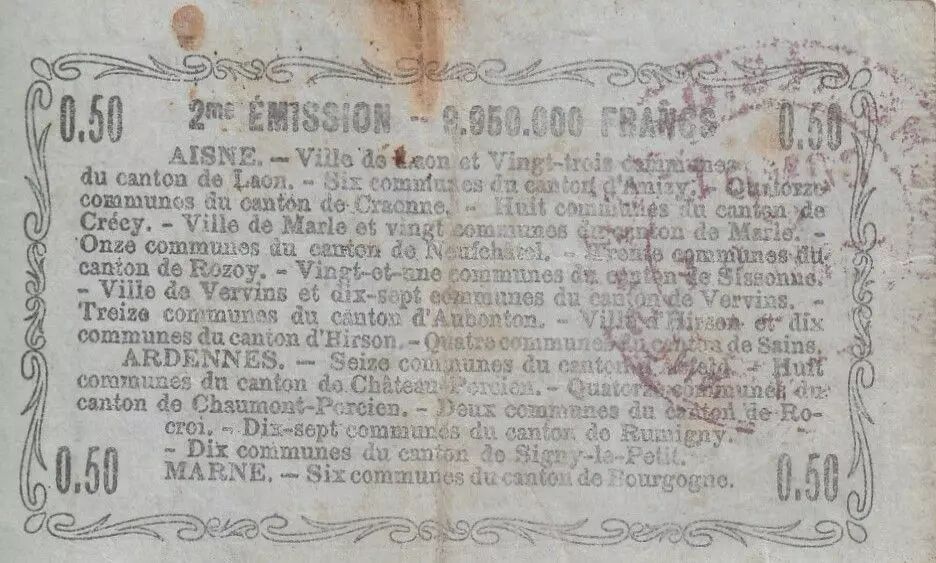 0.50 2me ÉMISSION - 8.950.000 FRANCS 0.50
AISNE. - Ville de Laon et Vingt-trois communes
du canton de Laon. - Six communes du canton d'Anizy. - Quatorze
communes du canton de Craonne. - Huit communes du canton de
Crécy. - Ville de Marle et vingt communes du canton de Marle. -
Onze communes du canton de Neufchâtel. - Trente communes du
canton de Rozoy. - Vingt-et-une communes du canton de Sissonne.
- Ville de Vervins et dix-sept communes du canton de Vervins. -
Treize communes du canton d'Aubenton. - Ville d'Hirson et dix
communes du canton d'Hirson. - Quatre communes du canton de Sains.
ARDENNES. - Seize communes du canton d'Asfeld. - Huit
communes du canton de Château-Porcien. - Quatorze communes du
canton de Chaumont-Porcien. - Deux communes du canton de Ro-
croi. - Dix-sept communes du canton de Rumigny.
- Dix communes du canton de Signy-le-Petit.
0.50 MARNE. - Six communes du canton de Bourgogne. 0.50